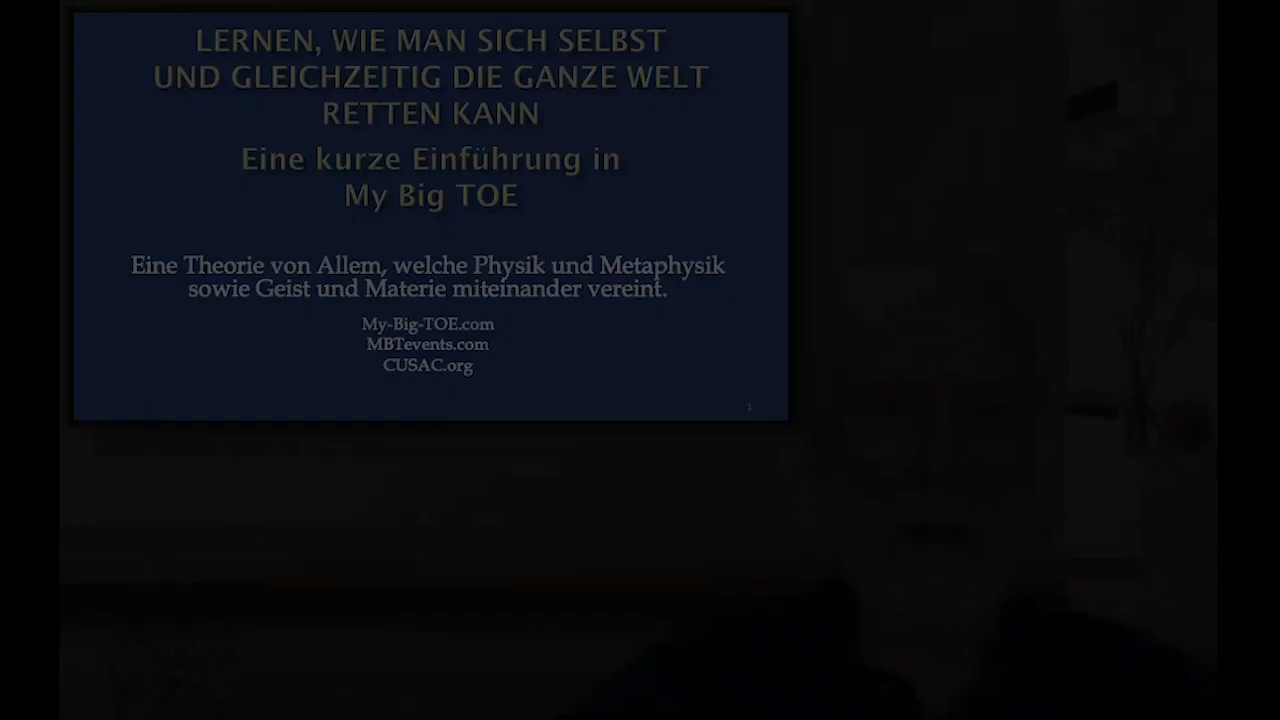 LERNEN, WIE MAN SICH SELBST
UND GLEICHZEITIG DIE GANZE WELT
RETTEN KANN
Eine kurze Einführung in
My Big TOE
Eine Theorie von Allem, welche Physik und Metaphysik
sowie Geist und Materie miteinander vereint.
My-Big-TOE.com
MBTevents.com
CUSAC.org
1